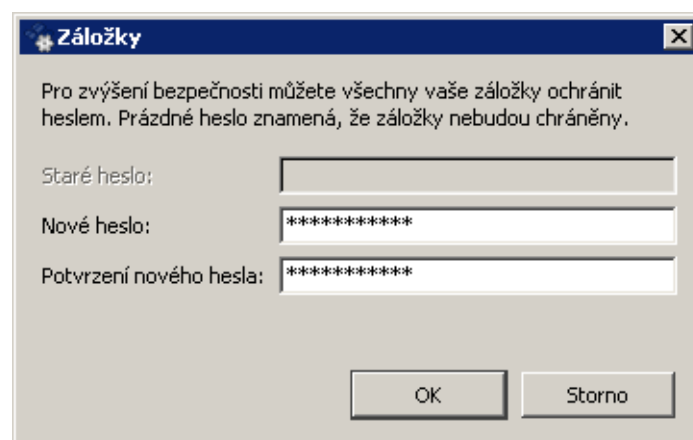 Záložky
Pro zvýšení bezpečnosti můžete všechny vaše záložky ochránit
heslem. Prázdné heslo znamená, že záložky nebudou chráněny.
Staré heslo:
Nové heslo: ***********
Potvrzení nového hesla: ***********
OK Storno